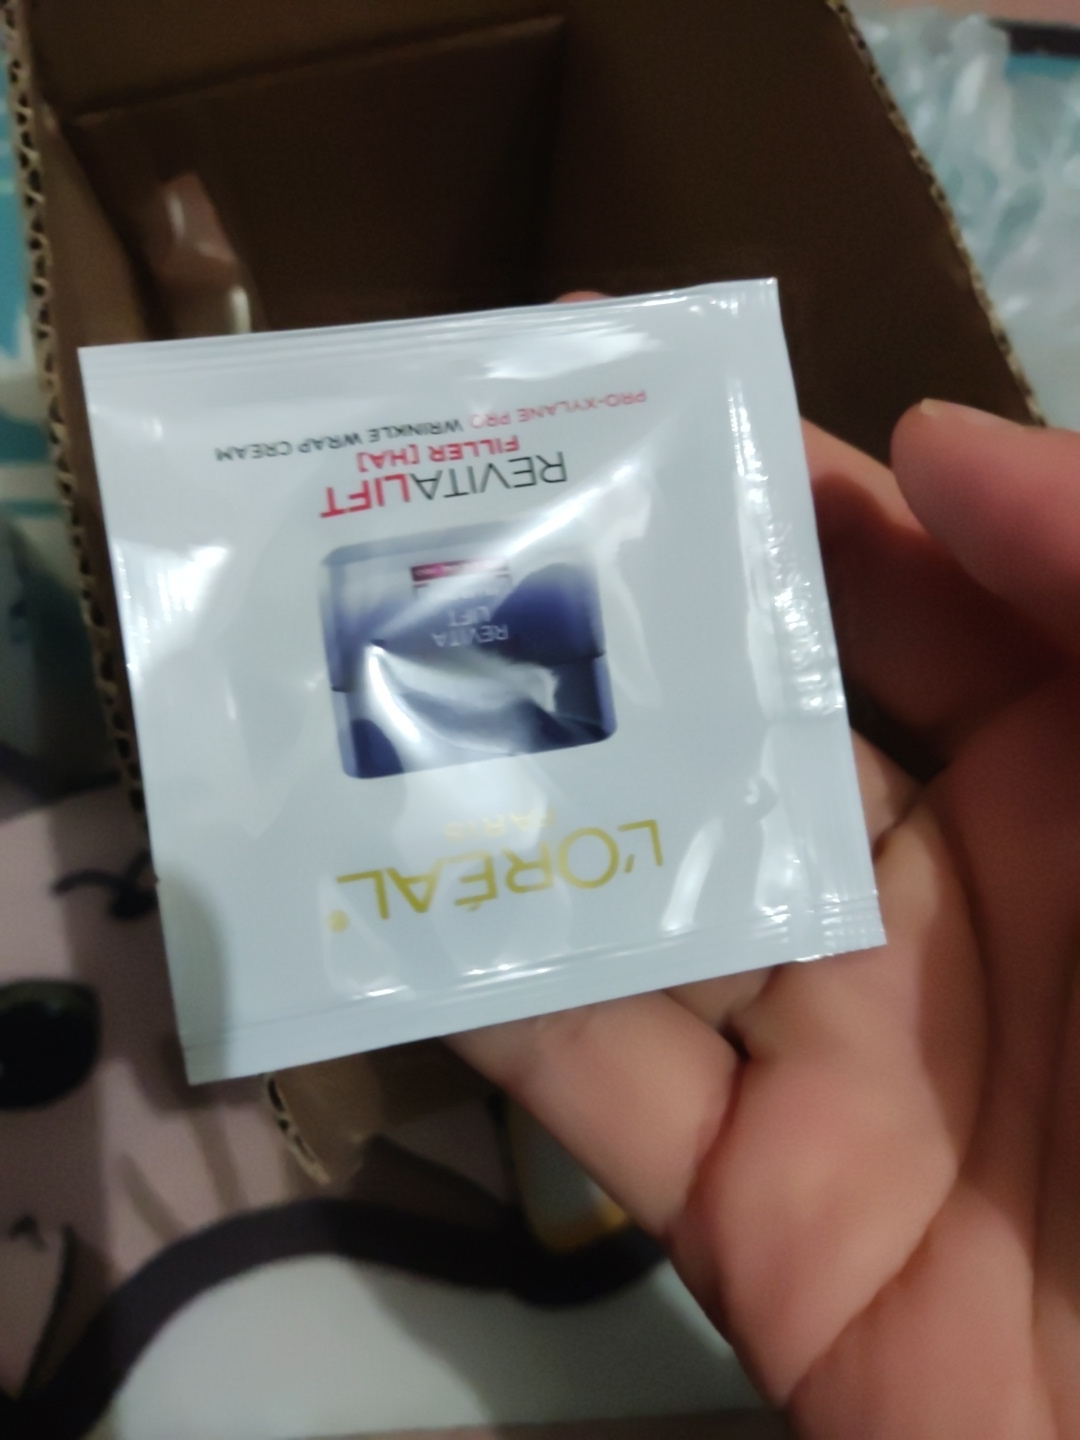 L'ORÉAL®
PARIS
REVITA
LIFT
REVITALIFT
FILLER [HA]
PRO-XYLANE PRO WRINKLE WRAP CREAM